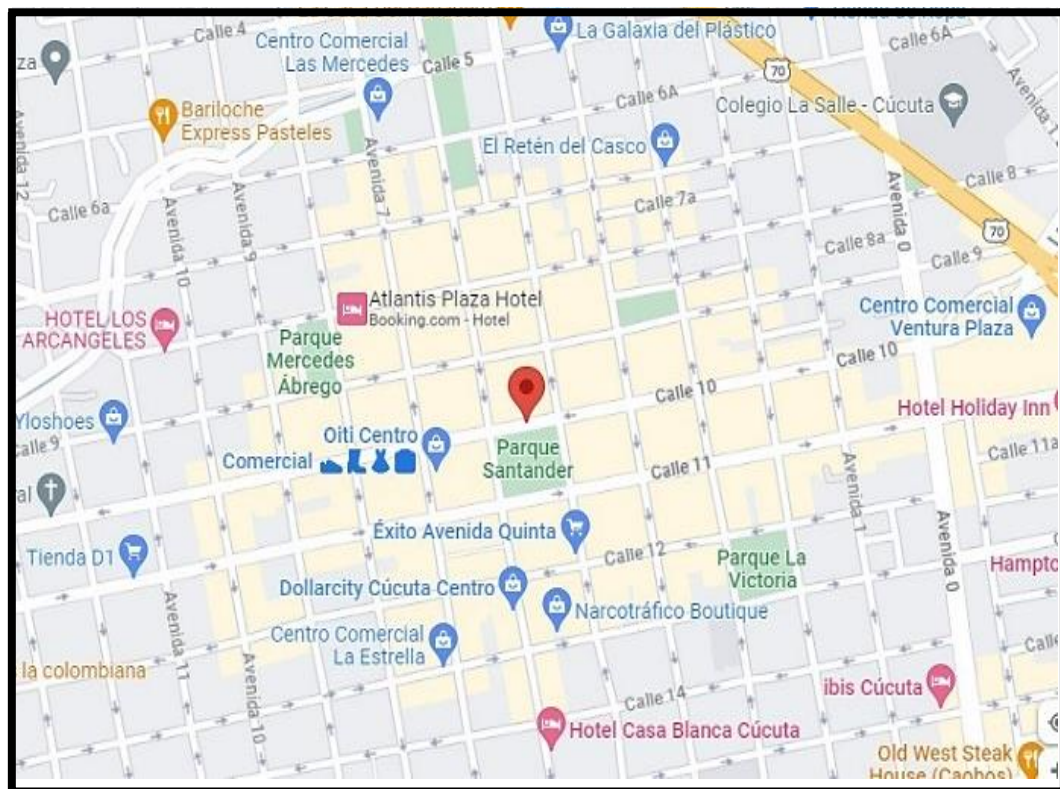 Calle 4
Centro Comercial
Las Mercedes
La Galaxia del Plástico
Calle 6A
za
Calle 5
70
Bariloche
Express Pasteles
Calle 6A
Colegio La Salle - Cúcuta
El Retén del Casco
Avenida 12
Avenida 7
Calle 6a
Avenida 9
Avenida 10
Calle 7a
Avenida 0
Calle 8
70
Calle 8a
Calle 9
Atlantis Plaza Hotel
Booking.com - Hotel
HOTEL LOS
ARCANGELES
Parque
Mercedes
Ábrego
Centro Comercial
Ventura Plaza
Calle 10
Calle 10
Hotel Holiday Inn
Yloshoes
Calle 9
Oiti Centro
Comercial
Parque
Santander
Calle 11
Calle 11a
ral
Avenida 1
Avenida 0
Éxito Avenida Quinta
Tienda D1
Calle 12
Parque La
Victoria
Hampto
Dollarcity Cúcuta Centro
Narcotráfico Boutique
Avenida 11
Avenida 10
Centro Comercial
La Estrella
Calle
la colombiana
Calle 14
ibis Cúcuta
Hotel Casa Blanca Cúcuta
Old West Steak
House (Caobos)